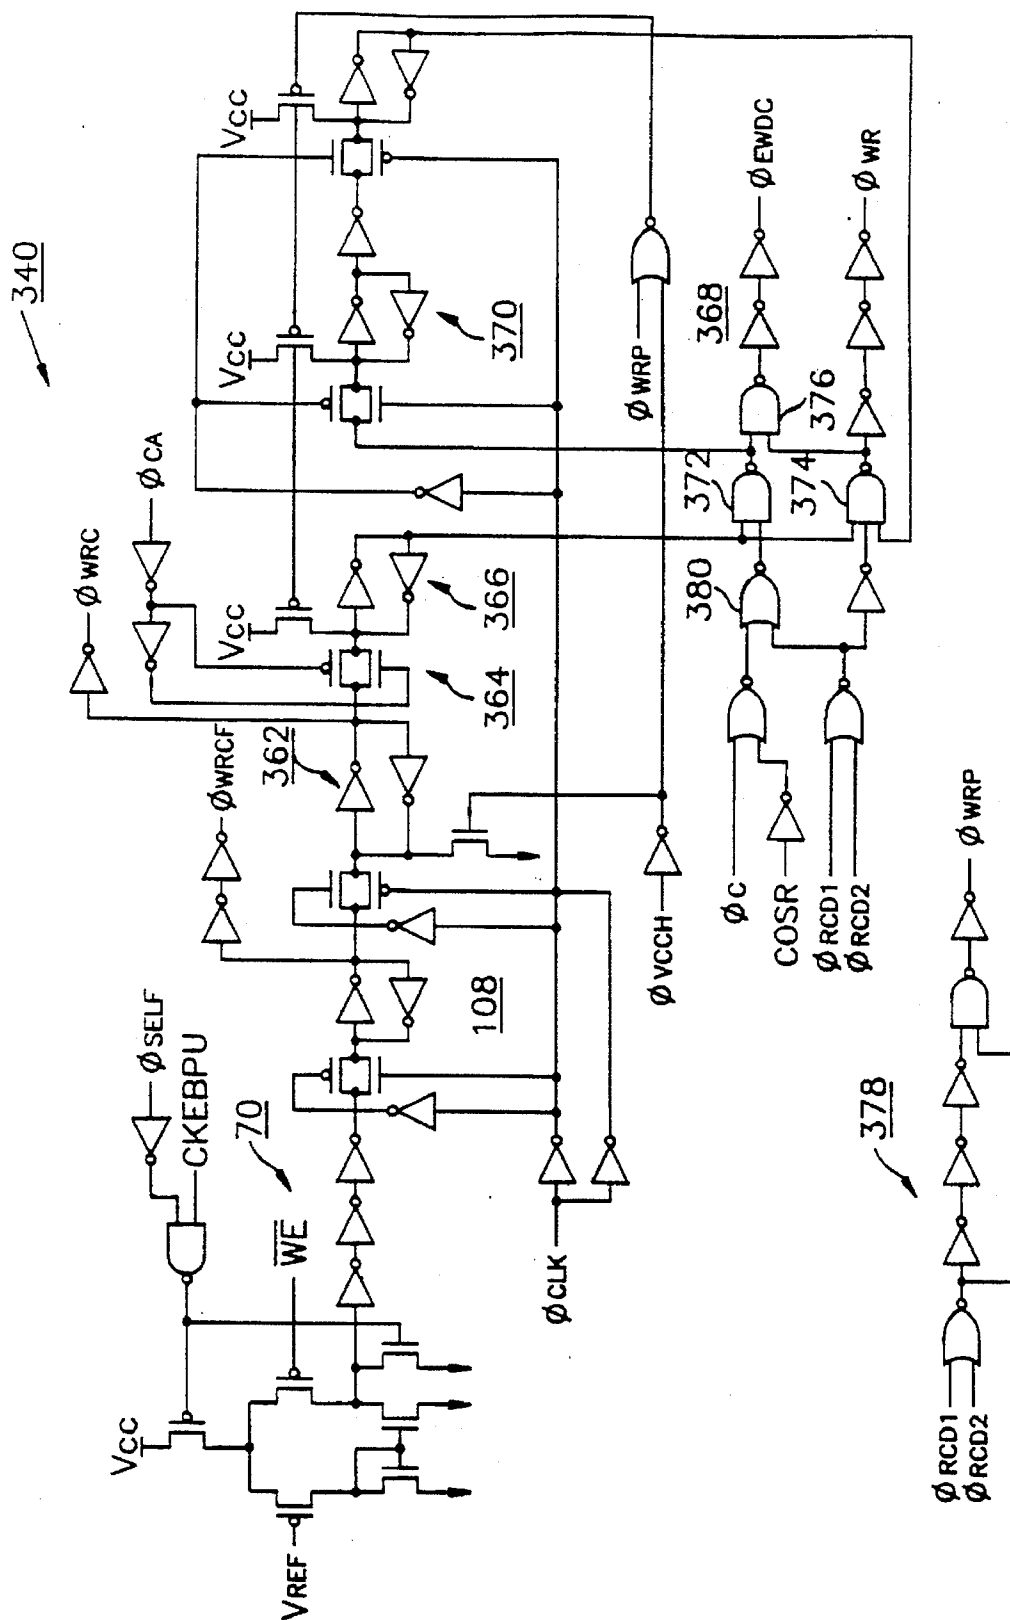 340
VCC
VCC
VCC
VCC
VREF
ØSELF
CKEBPU
70
WE
ØWRCF
ØWRC
ØCA
362
364
366
370
108
ØCLK
ØVCCH
ØWRP
ØC
COSR
ØRCD1
ØRCD2
380
372
374
376
368
ØEWDC
ØWR
ØRCD1
ØRCD2
378
ØWRP